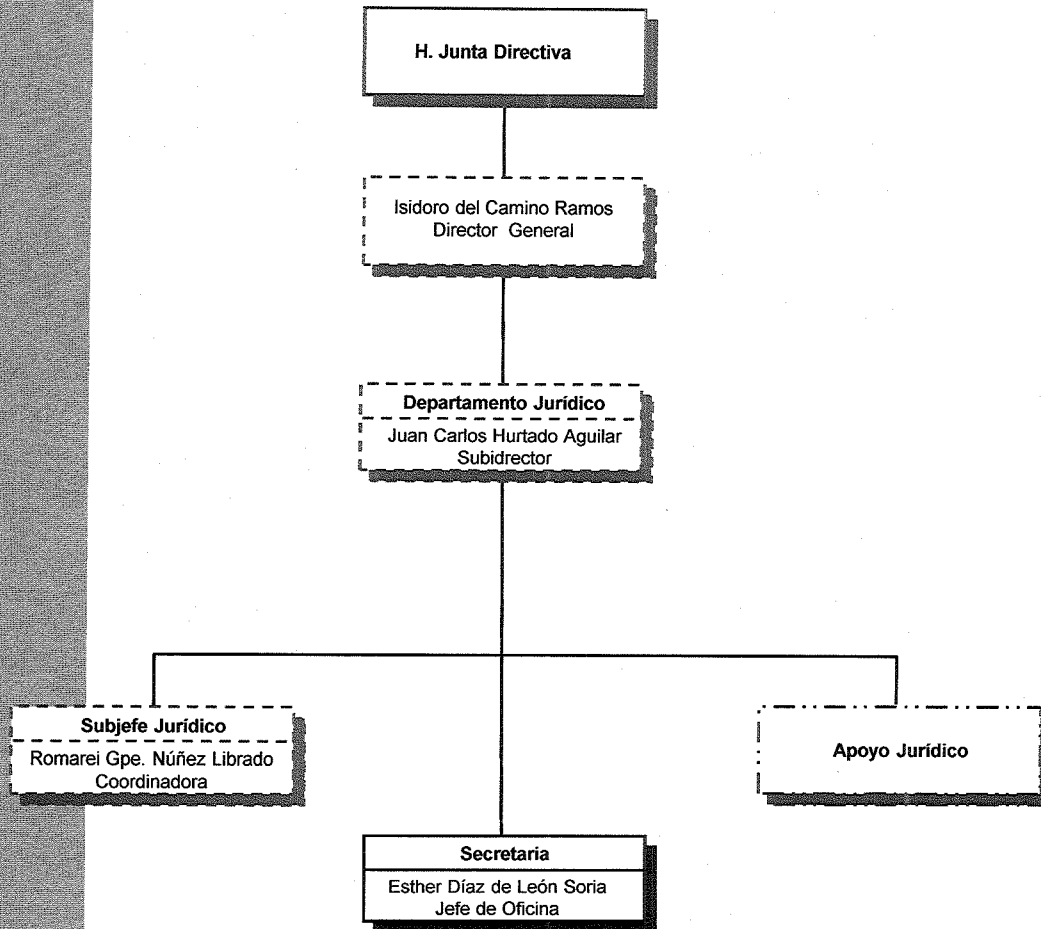 H. Junta Directiva
Isidoro del Camino Ramos
Director General
Departamento Jurídico
Juan Carlos Hurtado Aguilar
Subidrector
Subjefe Jurídico
Romarei Gpe. Núñez Librado
Coordinadora
Apoyo Jurídico
Secretaria
Esther Díaz de León Soria
Jefe de Oficina